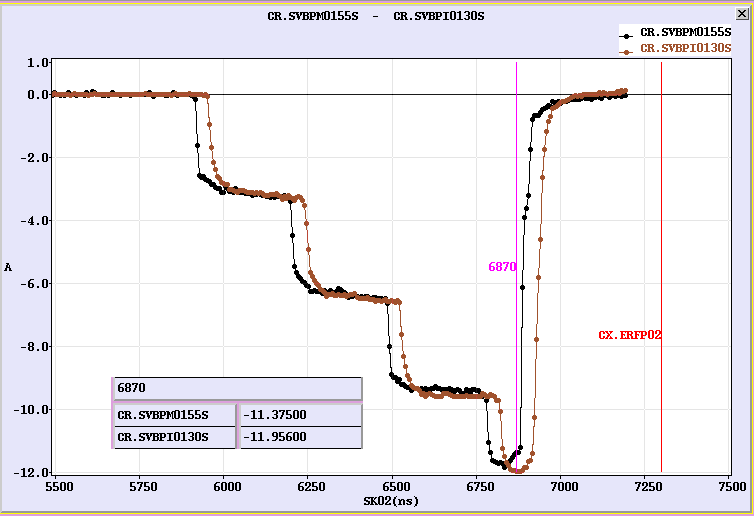 CR.SVBPM0155S - CR.SVBPI0130S
CR.SVBPM0155S
CR.SVBPI0130S
1.0
0.0
-2.0
-4.0
A
6870
-6.0
CX.ERFP02
-8.0
6870
-10.0
CR.SVBPM0155S -11.37500
CR.SVBPI0130S -11.95600
-12.0
5500 5750 6000 6250 6500 6750 7000 7250 7500
SK02(ns)